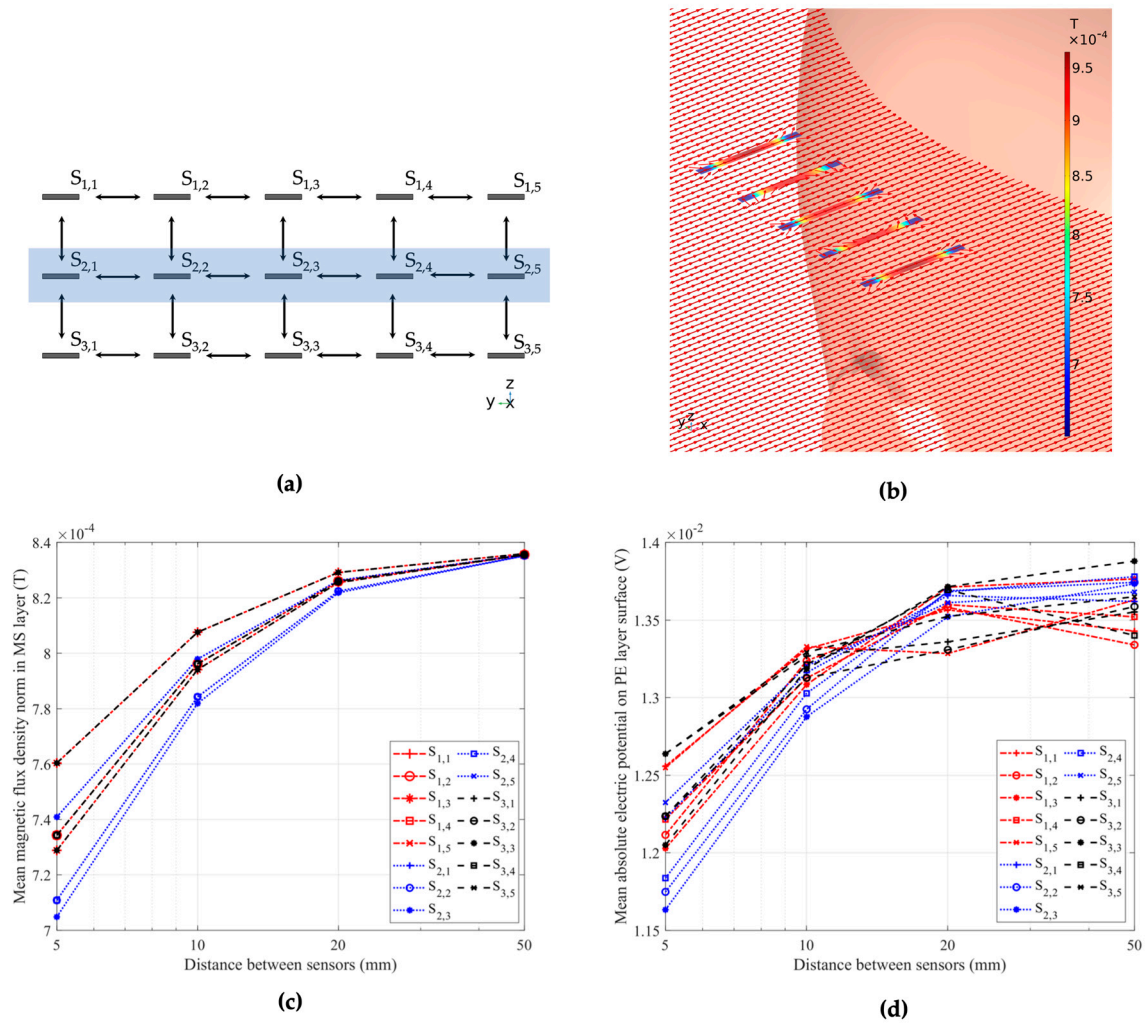 (a)
S1,1 S1,2 S1,3 S1,4 S1,5
S2,1 S2,2 S2,3 S2,4 S2,5
S3,1 S3,2 S3,3 S3,4 S3,5
z
y x
(a)
T
×10-4
9.5
9
8.5
8
7.5
7
y z x
(b)
×10-4
8.4
8.2
8
7.8
7.6
7.4
7.2
7
Mean magnetic flux density norm in MS layer (T)
5 10 20 50
Distance between sensors (mm)
S1,1
S1,2
S1,3
S1,4
S1,5
S2,1
S2,2
S2,3
S2,4
S2,5
S3,1
S3,2
S3,3
S3,4
S3,5
(c)
×10-2
1.4
1.35
1.3
1.25
1.2
1.15
Mean absolute electric potential on PE layer surface (V)
5 10 20 50
Distance between sensors (mm)
S1,1
S1,2
S1,3
S1,4
S1,5
S2,1
S2,2
S2,3
S2,4
S2,5
S3,1
S3,2
S3,3
S3,4
S3,5
(d)